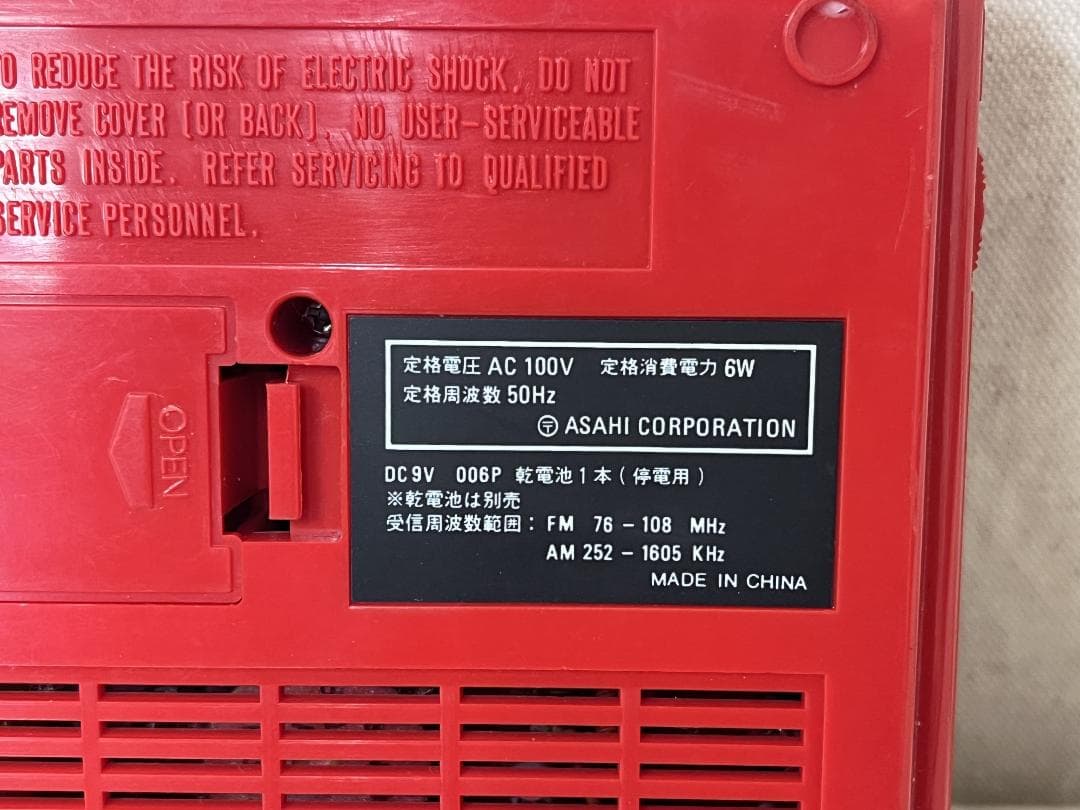 TO REDUCE THE RISK OF ELECTRIC SHOCK, DO NOT
REMOVE COVER (OR BACK). NO USER-SERVICEABLE
PARTS INSIDE. REFER SERVICING TO QUALIFIED
SERVICE PERSONNEL.
OPEN
定格電圧 AC 100V 定格消費電力 6W
定格周波数 50Hz
〶 ASAHI CORPORATION
DC 9V 006P 乾電池1本(停電用)
※乾電池は別売
受信周波数範囲: FM 76-108 MHz
AM 252-1605 KHz
MADE IN CHINA